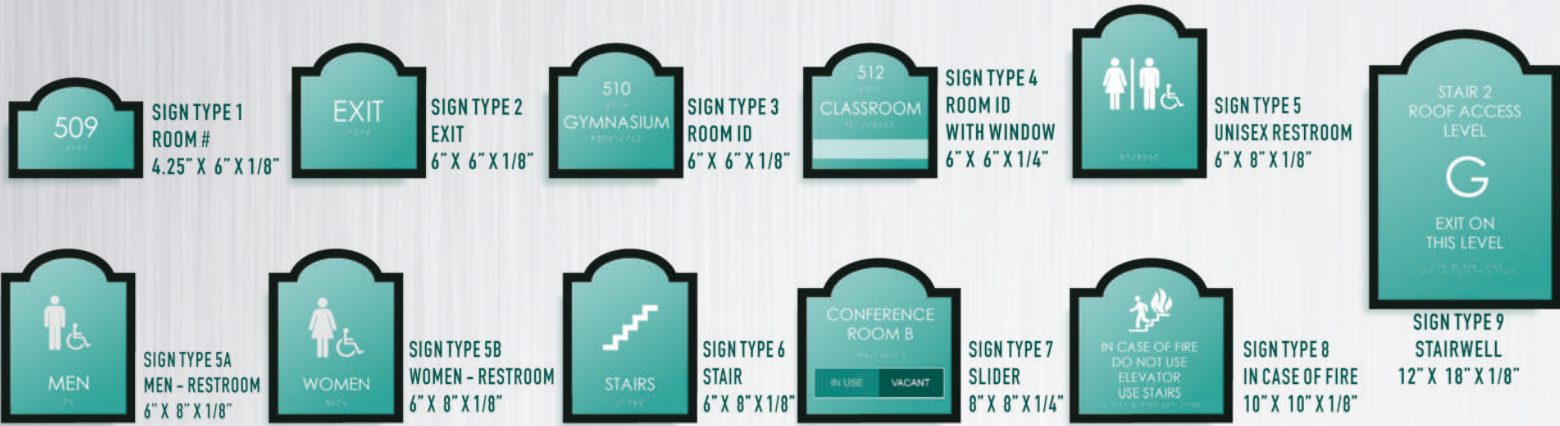 509
SIGN TYPE 1
ROOM #
4.25" X 6" X 1/8"
EXIT
SIGN TYPE 2
EXIT
6" X 6" X 1/8"
510
GYMNASIUM
SIGN TYPE 3
ROOM ID
6" X 6" X 1/8"
512
CLASSROOM
SIGN TYPE 4
ROOM ID
WITH WINDOW
6" X 6" X 1/4"
SIGN TYPE 5
UNISEX RESTROOM
6" X 8" X 1/8"
STAIR 2
ROOF ACCESS
LEVEL
G
EXIT ON
THIS LEVEL
SIGN TYPE 9
STAIRWELL
12" X 18" X 1/8"
MEN
SIGN TYPE 5A
MEN - RESTROOM
6" X 8" X 1/8"
WOMEN
SIGN TYPE 5B
WOMEN - RESTROOM
6" X 8" X 1/8"
STAIRS
SIGN TYPE 6
STAIR
6" X 8" X 1/8"
CONFERENCE
ROOM B
IN USE VACANT
SIGN TYPE 7
SLIDER
8" X 8" X 1/4"
IN CASE OF FIRE
DO NOT USE
ELEVATOR
USE STAIRS
SIGN TYPE 8
IN CASE OF FIRE
10" X 10" X 1/8"